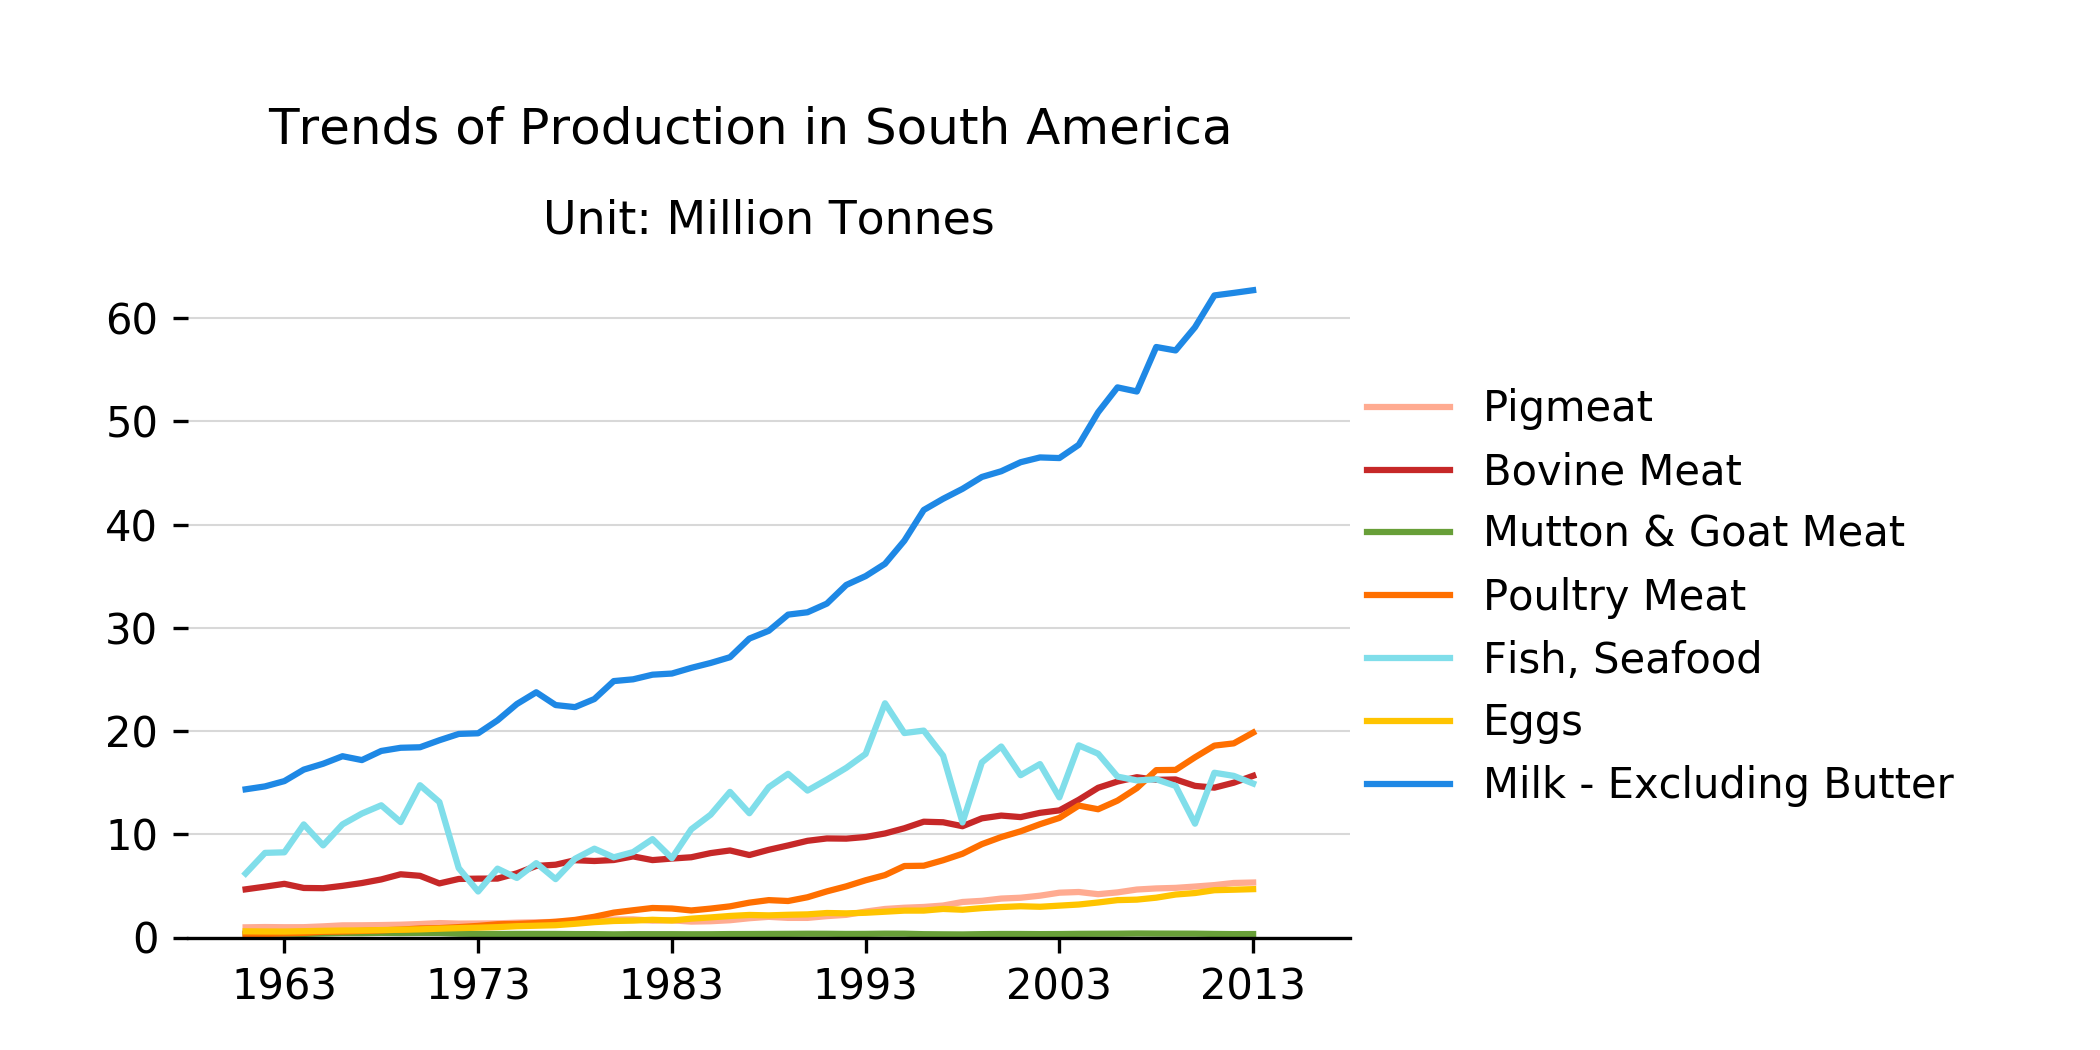 Trends of Production in South America
Unit: Million Tonnes
60
50
40
30
20
10
0
1963 1973 1983 1993 2003 2013
Pigmeat
Bovine Meat
Mutton & Goat Meat
Poultry Meat
Fish, Seafood
Eggs
Milk - Excluding Butter